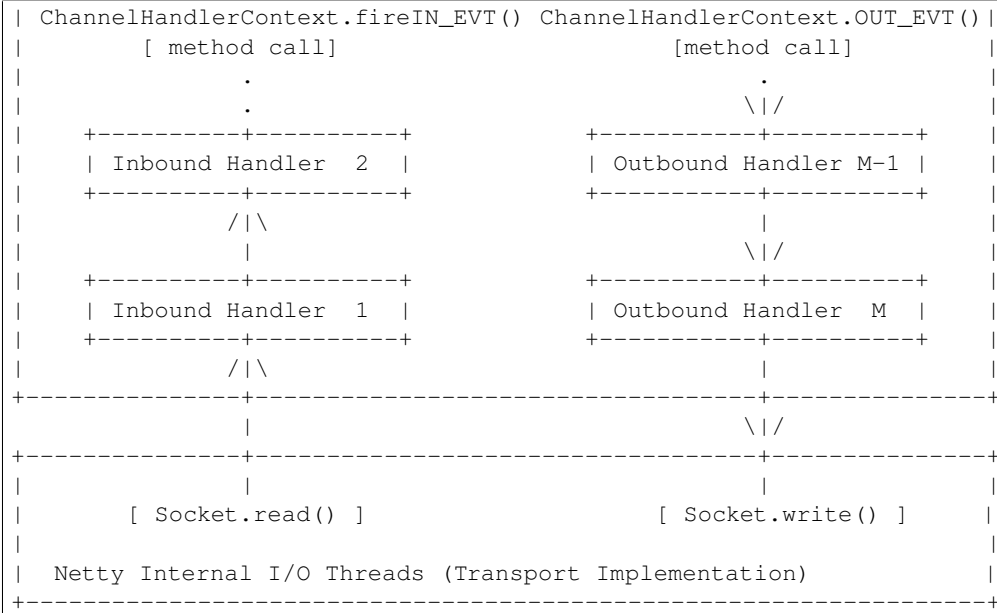 | ChannelHandlerContext.fireIN_EVT() ChannelHandlerContext.OUT_EVT()|
|          [ method call]                       [method call]         |
|               .                                   .               |
|               .                                  \|/              |
|    +----------+----------+            +-----------+----------+    |
|    | Inbound Handler  2  |            | Outbound Handler M-1 |    |
|    +----------+----------+            +-----------+----------+    |
|              /|\                                  |               |
|               |                                  \|/              |
|    +----------+----------+            +-----------+----------+    |
|    | Inbound Handler  1  |            | Outbound Handler  M  |    |
|    +----------+----------+            +-----------+----------+    |
|              /|\                                  |               |
+---------------+-----------------------------------+---------------+
                |                                  \|/
+---------------+-----------------------------------+---------------+
|               |                                   |               |
|       [ Socket.read() ]                    [ Socket.write() ]     |
|                                                                   |
|  Netty Internal I/O Threads (Transport Implementation)            |
+-------------------------------------------------------------------+